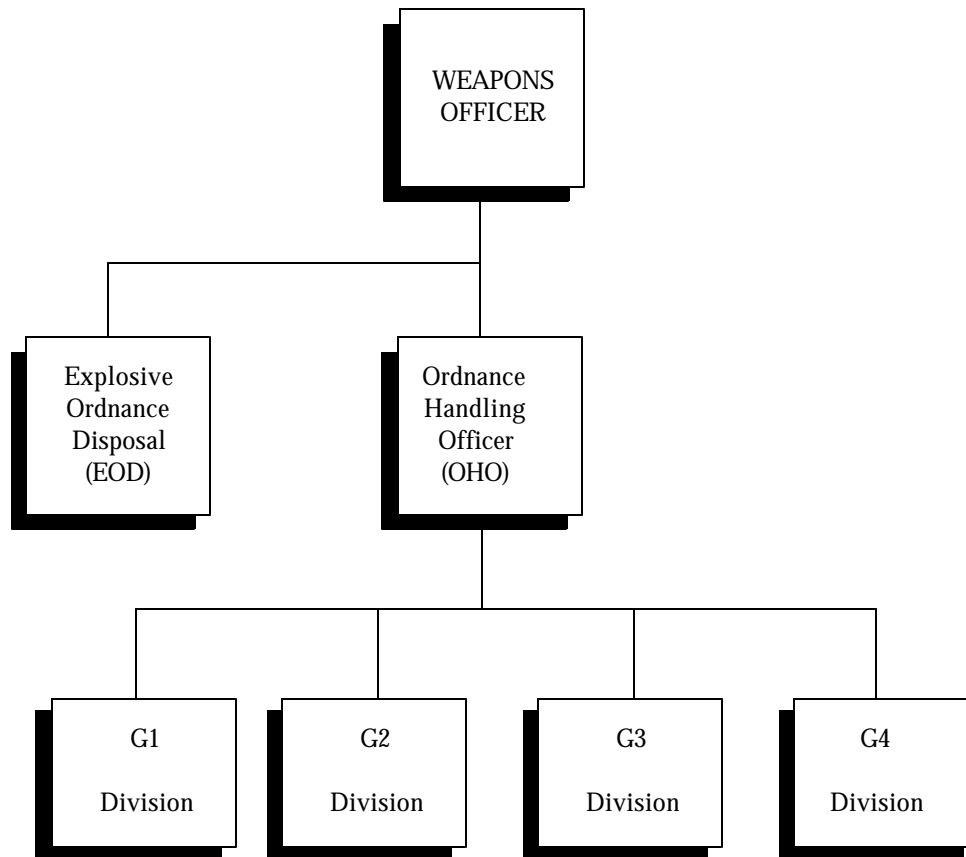 WEAPONS
OFFICER
Explosive
Ordnance
Disposal
(EOD)
Ordnance
Handling
Officer
(OHO)
G1
Division
G2
Division
G3
Division
G4
Division